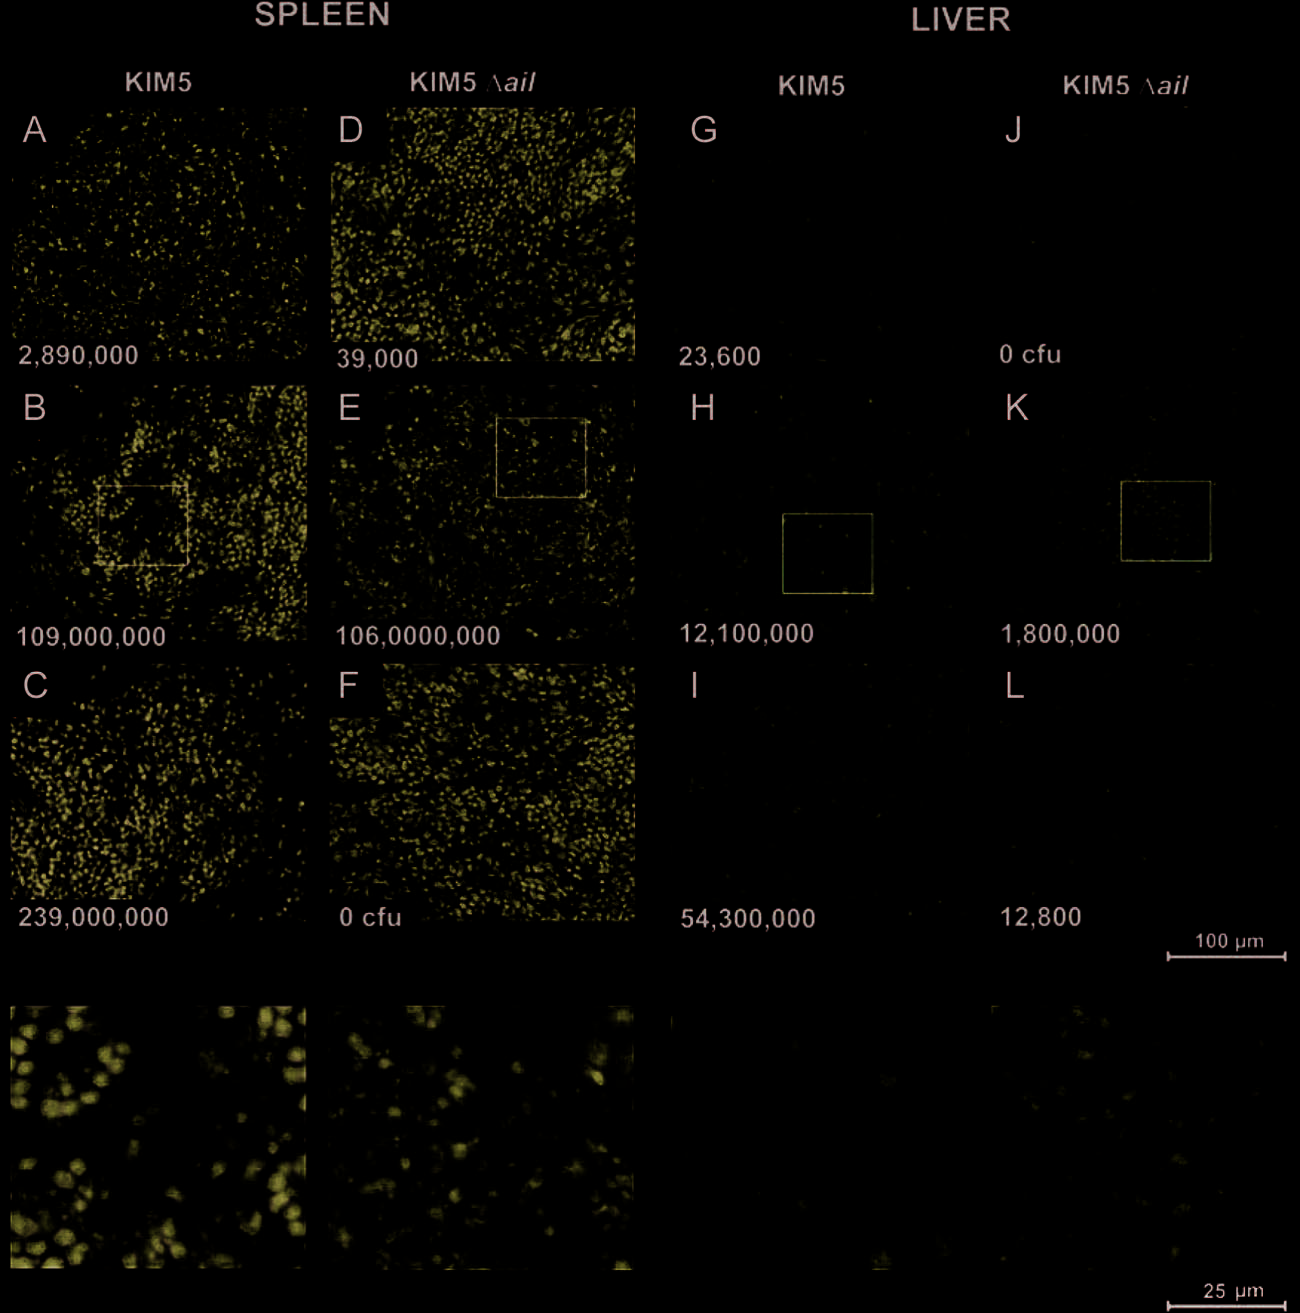 SPLEEN
LIVER
KIM5
KIM5 Δail
KIM5
KIM5 Δail
A
D
G
J
2,890,000
39,000
23,600
0 cfu
B
E
H
K
109,000,000
106,0000,000
12,100,000
1,800,000
C
F
I
L
239,000,000
0 cfu
54,300,000
12,800
100 µm
25 µm